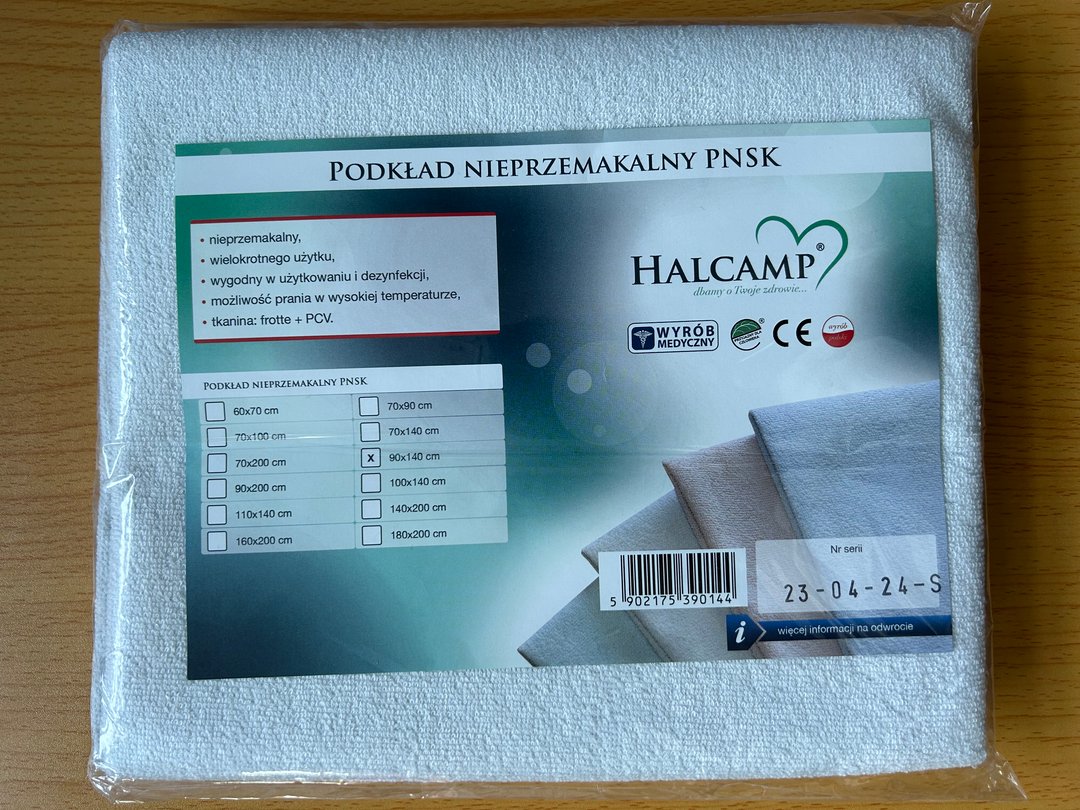 PODKŁAD NIEPRZEMAKALNY PNSK
• nieprzemakalny,
• wielokrotnego użytku,
• wygodny w użytkowaniu i dezynfekcji,
• możliwość prania w wysokiej temperaturze,
• tkanina: frotte + PCV.
HALCAMP®
dbamy o Twoje zdrowie...
WYRÓB
MEDYCZNY
®
CE
wyrób
polski
PODKŁAD NIEPRZEMAKALNY PNSK
60x70 cm
70x90 cm
70x100 cm
70x140 cm
70x200 cm
X 90x140 cm
90x200 cm
100x140 cm
110x140 cm
140x200 cm
160x200 cm
180x200 cm
5 902175 390144
Nr serii
23-04-24-S
i więcej informacji na odwrocie